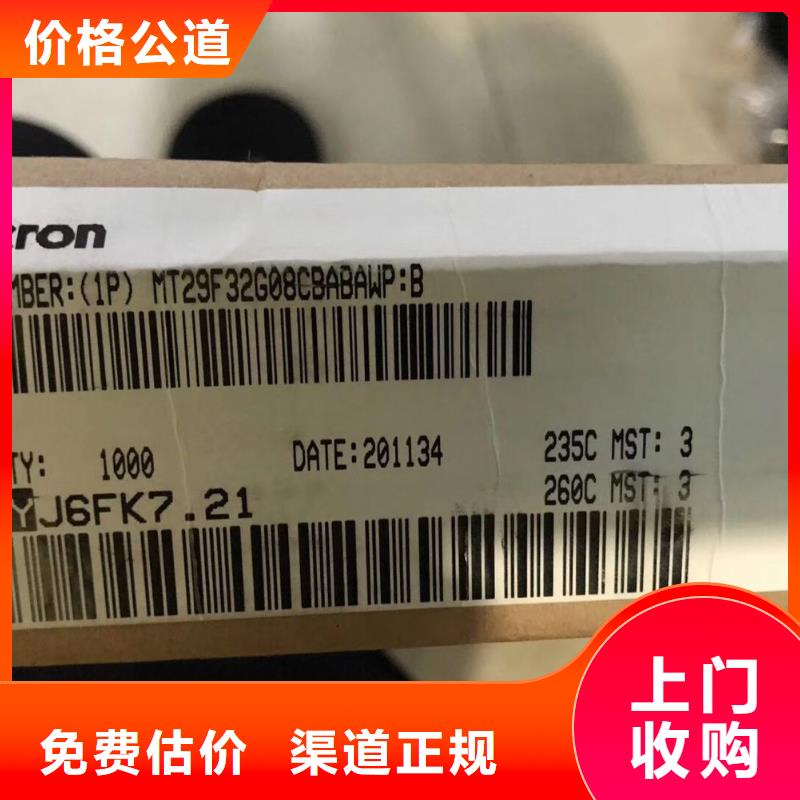 价格公道
cron
MBER:(1P) MT29F32G08CBABAWP:B
TY: 1000 DATE:201134 235C MST: 3
260C MST: 3
YJ6FK7.21
免费估价 渠道正规
上门
收购